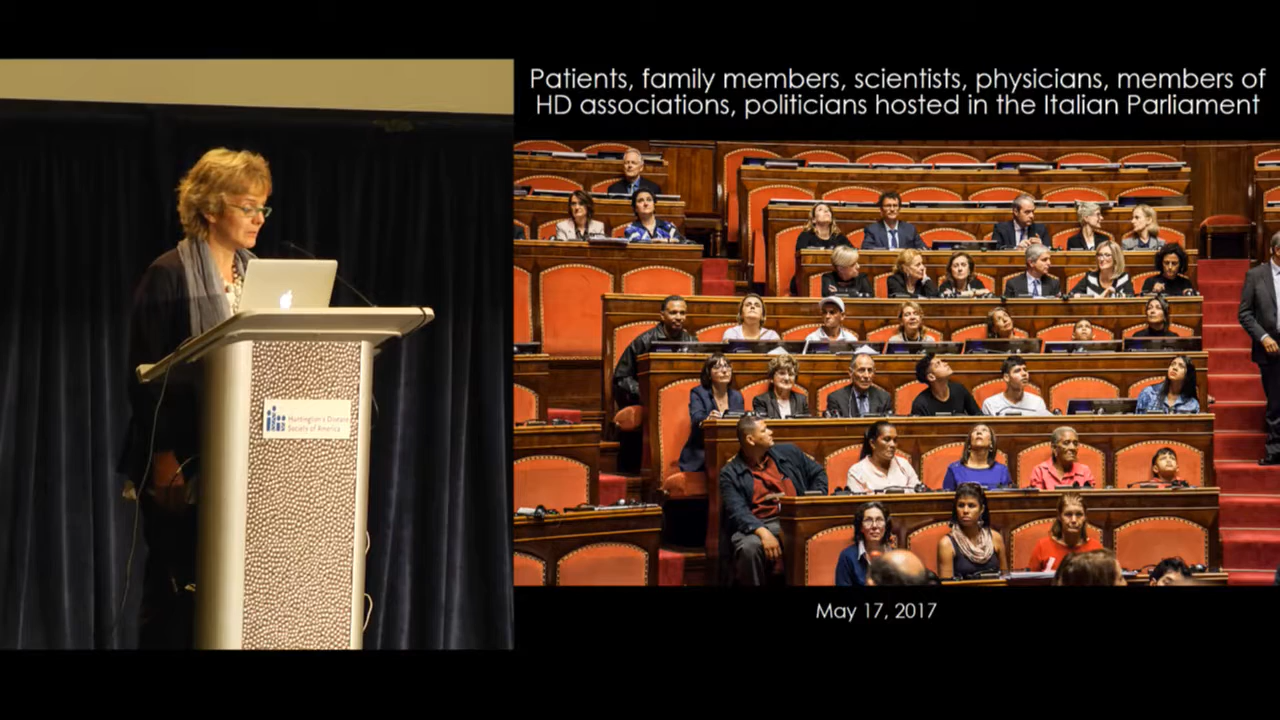 Patients, family members, scientists, physicians, members of
HD associations, politicians hosted in the Italian Parliament
Huntington's Disease
Society of America
May 17, 2017